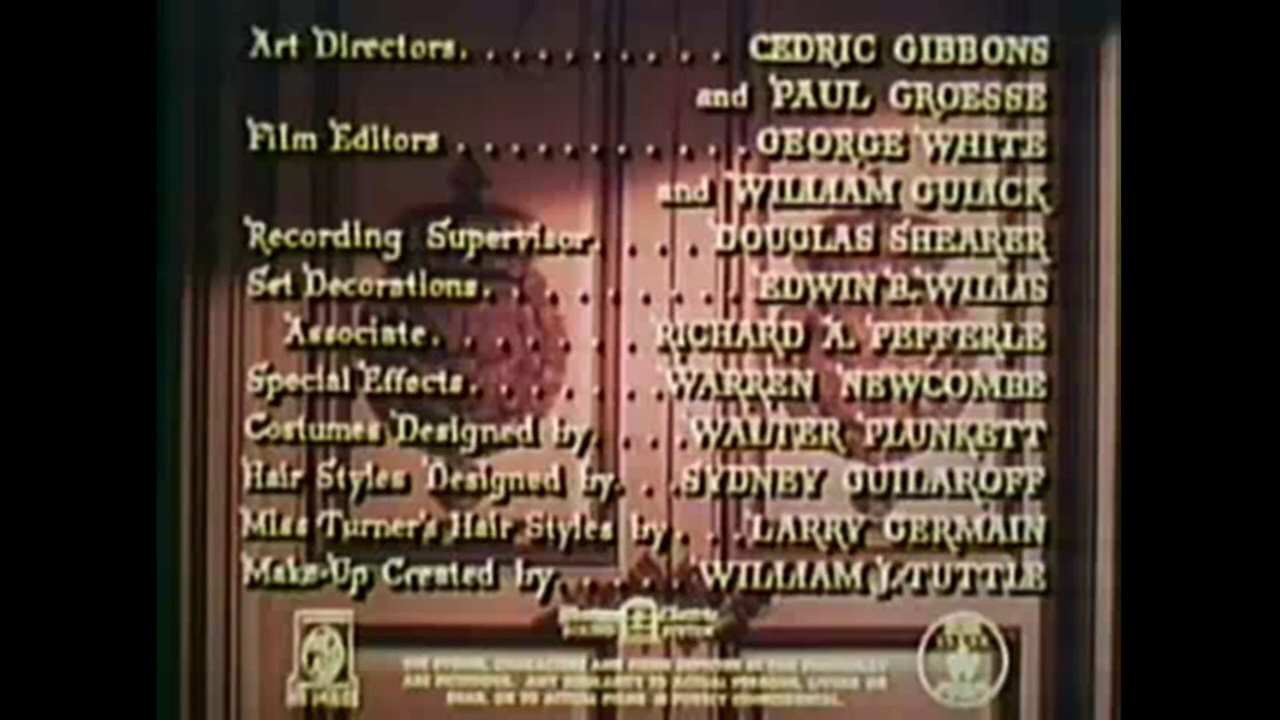 Art Directors. . . . . . . . . . CEDRIC GIBBONS
and PAUL GROESSE
Film Editors . . . . . . . . . . . . GEORGE WHITE
and WILLIAM GULICK
Recording Supervisor. . . . DOUGLAS SHEARER
Set Decorations. . . . . . . . . . EDWIN B. WILLIS
Associate. . . . . . . . RICHARD A. PEFFERLE
Special Effects. . . . . . . . WARREN NEWCOMBE
Costumes Designed by. . . . WALTER PLUNKETT
Hair Styles Designed by. . . SYDNEY GUILAROFF
Miss Turner's Hair Styles by. . . LARRY GERMAIN
Make-Up Created by. . . . . . WILLIAM J. TUTTLE